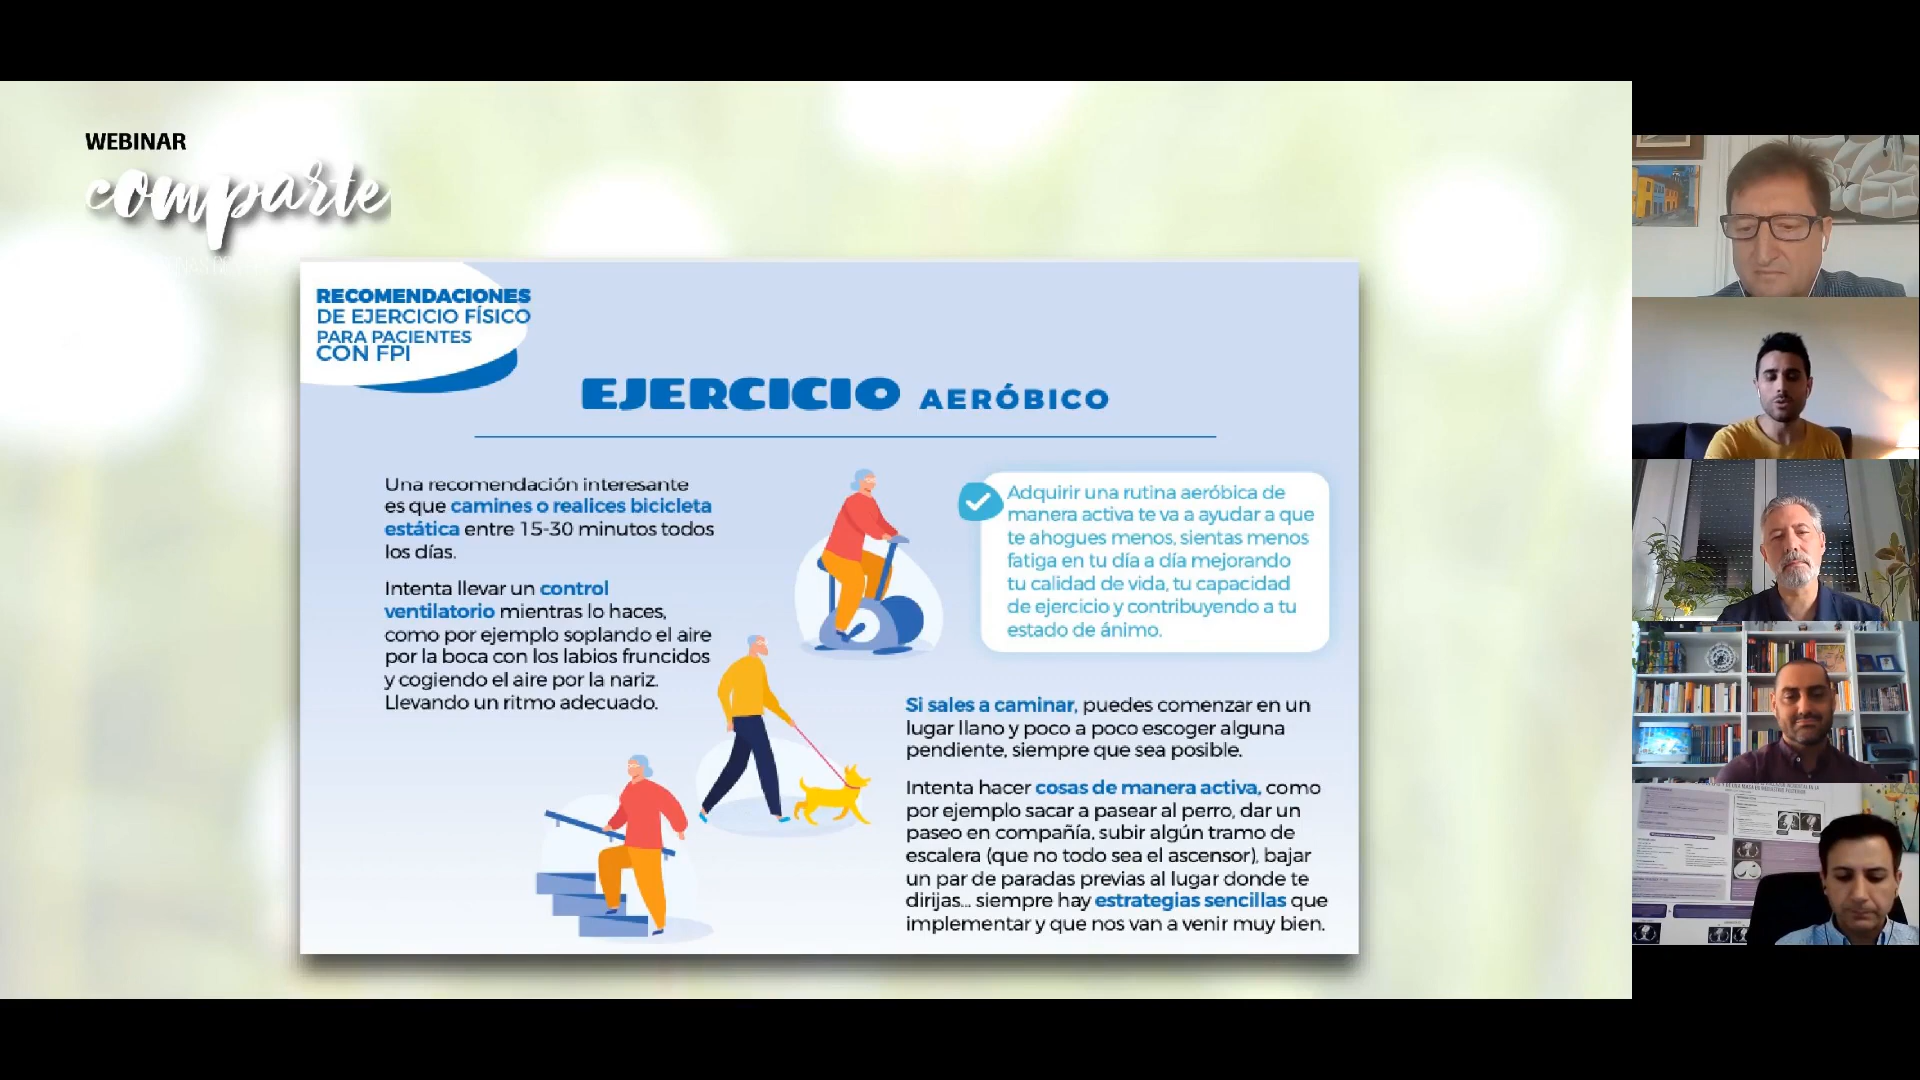 WEBINAR
comparte
RECOMENDACIONES
DE EJERCICIO FÍSICO
PARA PACIENTES
CON FPI
EJERCICIO AERÓBICO
Una recomendación interesante
es que camines o realices bicicleta
estática entre 15-30 minutos todos
los días.
Intenta llevar un control
ventilatorio mientras lo haces,
como por ejemplo soplando el aire
por la boca con los labios fruncidos
y cogiendo el aire por la nariz.
Llevando un ritmo adecuado.
Adquirir una rutina aeróbica de
manera activa te va a ayudar a que
te ahogues menos, sientas menos
fatiga en tu día a día mejorando
tu calidad de vida, tu capacidad
de ejercicio y contribuyendo a tu
estado de ánimo.
Si sales a caminar, puedes comenzar en un
lugar llano y poco a poco escoger alguna
pendiente, siempre que sea posible.
Intenta hacer cosas de manera activa, como
por ejemplo sacar a pasear al perro, dar un
paseo en compañía, subir algún tramo de
escalera (que no todo sea el ascensor), bajar
un par de paradas previas al lugar donde te
dirijas... siempre hay estrategias sencillas que
implementar y que nos van a venir muy bien.